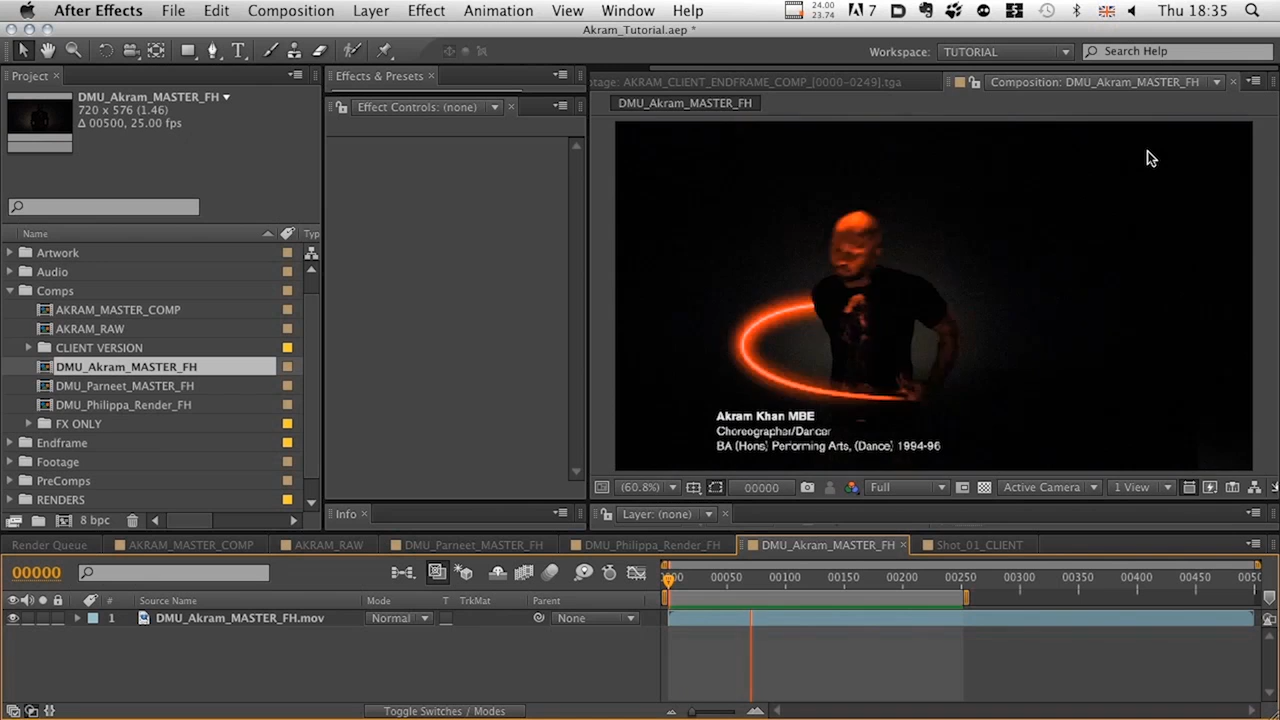 After Effects File Edit Composition Layer Effect Animation View Window Help
24.00
23.74
7
Thu 18:35
Akram_Tutorial.aep *
Workspace: TUTORIAL
Search Help
Project
Effects & Presets
AKRAM_CLIENT_ENDFRAME_COMP_[0000-0249].tga
Composition: DMU_Akram_MASTER_FH
DMU_Akram_MASTER_FH
720 x 576 (1.46)
Δ 00500, 25.00 fps
Effect Controls: (none)
DMU_Akram_MASTER_FH
Name
Typ
Artwork
Audio
Comps
AKRAM_MASTER_COMP
AKRAM_RAW
CLIENT VERSION
DMU_Akram_MASTER_FH
DMU_Parneet_MASTER_FH
DMU_Philippa_Render_FH
FX ONLY
Endframe
Footage
PreComps
RENDERS
8 bpc
Akram Khan MBE
Choreographer/Dancer
BA (Hons) Performing Arts, (Dance) 1994-96
(60.8%) 00000 Full Active Camera 1 View
Info
Layer: (none)
Render Queue AKRAM_MASTER_COMP AKRAM_RAW DMU_Parneet_MASTER_FH DMU_Philippa_Render_FH DMU_Akram_MASTER_FH Shot_01_CLIENT
00000
00050 00100 00150 00200 00250 00300 00350 00400 00450
# Source Name Mode T TrkMat Parent
1 DMU_Akram_MASTER_FH.mov Normal None
Toggle Switches / Modes